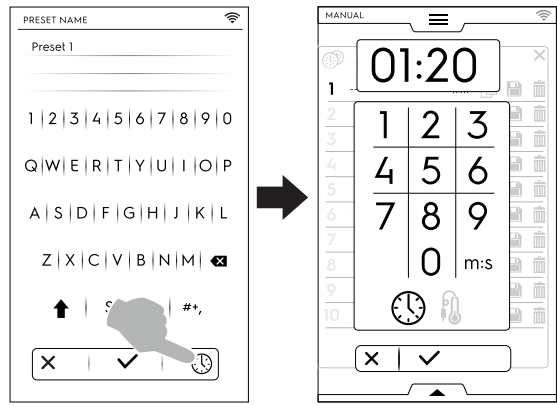 PRESET NAME
Preset 1
1 2 3 4 5 6 7 8 9 0
Q W E R T Y U I O P
A S D F G H J K L
Z X C V B N M
#+,
MANUAL
01:20
1
2
3
4
5
6
7
8
9
10
1 2 3
4 5 6
7 8 9
0 m:s